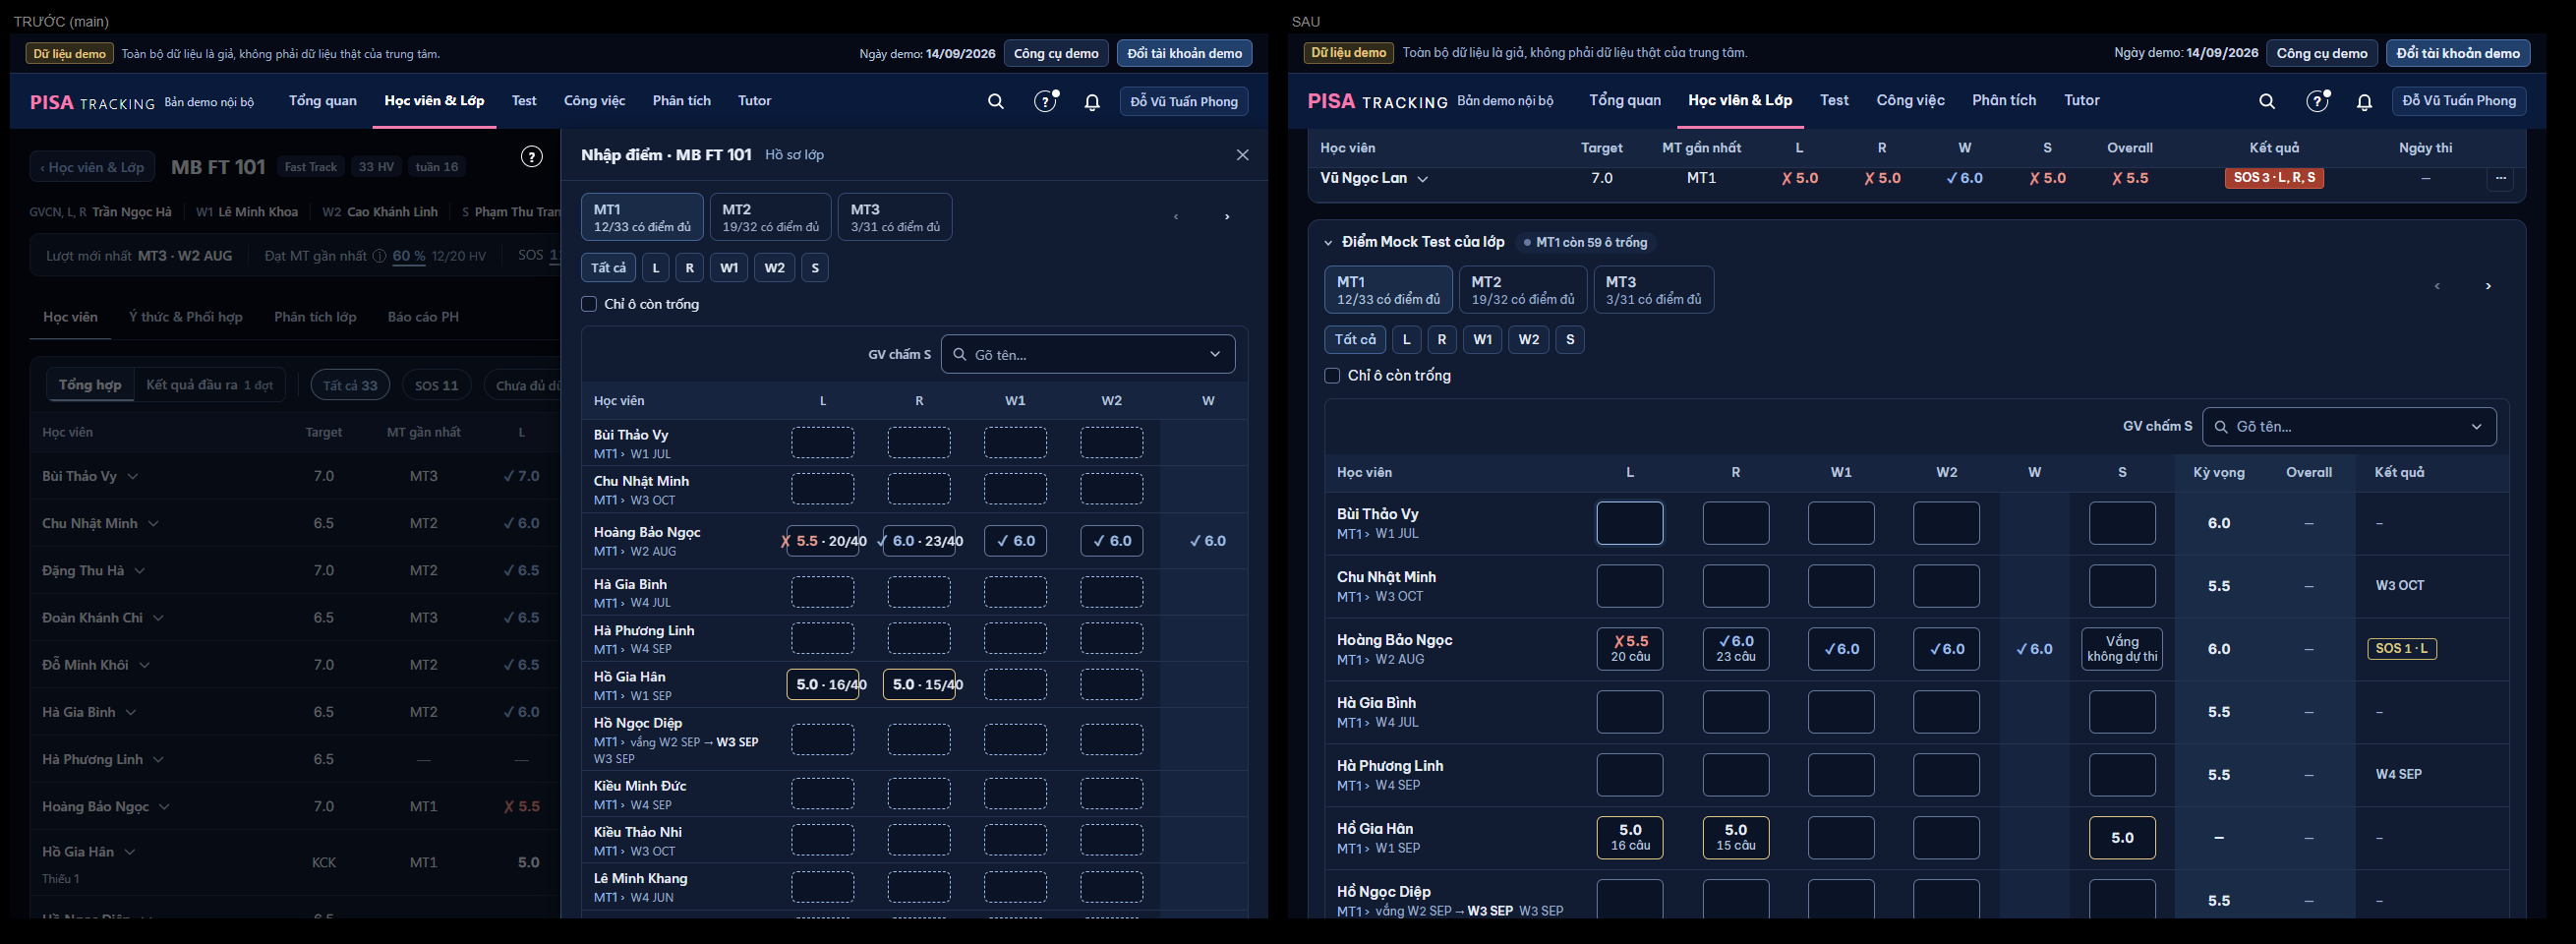 TRƯỚC (main)
Dữ liệu demo Toàn bộ dữ liệu là giả, không phải dữ liệu thật của trung tâm. Ngày demo: 14/09/2026 Công cụ demo Đổi tài khoản demo
PISA TRACKING Bản demo nội bộ Tổng quan Học viên & Lớp Test Công việc Phân tích Tutor ? Đỗ Vũ Tuấn Phong
‹ Học viên & Lớp MB FT 101 Fast Track 33 HV tuần 16 ?
GVCN, L, R Trần Ngọc Hà W1 Lê Minh Khoa W2 Cao Khánh Linh S Phạm Thu Tran
Lượt mới nhất MT3 · W2 AUG Đạt MT gần nhất 60 % 12/20 HV SOS 1
Học viên Ý thức & Phối hợp Phân tích lớp Báo cáo PH
Tổng hợp Kết quả đầu ra 1 đợt Tất cả 33 SOS 11 Chưa đủ dữ
Học viên Target MT gần nhất L
Bùi Thảo Vy 7.0 MT3 ✓ 7.0
Chu Nhật Minh 6.5 MT2 ✓ 6.0
Đặng Thu Hà 7.0 MT2 ✓ 6.5
Đoàn Khánh Chi 6.5 MT3 ✓ 6.5
Đỗ Minh Khôi 7.0 MT2 ✓ 6.5
Hà Gia Bình 6.5 MT2 ✓ 6.0
Hà Phương Linh 6.5 — —
Hoàng Bảo Ngọc 7.0 MT1 ✗ 5.5
Hồ Gia Hân KCK MT1 5.0
Thiếu 1
Nhập điểm · MB FT 101 Hồ sơ lớp
MT1 MT2 MT3
12/33 có điểm đủ 19/32 có điểm đủ 3/31 có điểm đủ
Tất cả L R W1 W2 S
Chỉ ô còn trống
GV chấm S Gõ tên...
Học viên L R W1 W2 W
Bùi Thảo Vy
MT1 › W1 JUL
Chu Nhật Minh
MT1 › W3 OCT
Hoàng Bảo Ngọc ✗ 5.5 · 20/40 ✓ 6.0 · 23/40 ✓ 6.0 ✓ 6.0 ✓ 6.0
MT1 › W2 AUG
Hà Gia Bình
MT1 › W4 JUL
Hà Phương Linh
MT1 › W4 SEP
Hồ Gia Hân 5.0 · 16/40 5.0 · 15/40
MT1 › W1 SEP
Hồ Ngọc Diệp
MT1 › vắng W2 SEP → W3 SEP
W3 SEP
Kiều Minh Đức
MT1 › W4 SEP
Kiều Thảo Nhi
MT1 › W3 OCT
Lê Minh Khang
MT1 › W4 JUN
SAU
Dữ liệu demo Toàn bộ dữ liệu là giả, không phải dữ liệu thật của trung tâm. Ngày demo: 14/09/2026 Công cụ demo Đổi tài khoản demo
PISA TRACKING Bản demo nội bộ Tổng quan Học viên & Lớp Test Công việc Phân tích Tutor ? Đỗ Vũ Tuấn Phong
Học viên Target MT gần nhất L R W S Overall Kết quả Ngày thi
Vũ Ngọc Lan 7.0 MT1 ✗ 5.0 ✗ 5.0 ✓ 6.0 ✗ 5.0 ✗ 5.5 SOS 3 · L, R, S — ...
Điểm Mock Test của lớp MT1 còn 59 ô trống
MT1 MT2 MT3
12/33 có điểm đủ 19/32 có điểm đủ 3/31 có điểm đủ
Tất cả L R W1 W2 S
Chỉ ô còn trống
GV chấm S Gõ tên...
Học viên L R W1 W2 W S Kỳ vọng Overall Kết quả
Bùi Thảo Vy 6.0 — –
MT1 › W1 JUL
Chu Nhật Minh 5.5 — W3 OCT
MT1 › W3 OCT
Hoàng Bảo Ngọc ✗5.5 20 câu ✓6.0 23 câu ✓6.0 ✓6.0 ✓ 6.0 Vắng không dự thi 6.0 — SOS 1 · L
MT1 › W2 AUG
Hà Gia Bình 5.5 — –
MT1 › W4 JUL
Hà Phương Linh 5.5 — W4 SEP
MT1 › W4 SEP
Hồ Gia Hân 5.0 16 câu 5.0 15 câu 5.0 – — –
MT1 › W1 SEP
Hồ Ngọc Diệp 5.5 — –
MT1 › vắng W2 SEP → W3 SEP W3 SEP